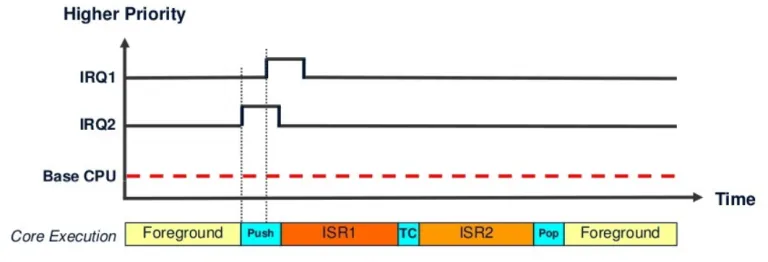 Higher Priority
IRQ1
IRQ2
Base CPU
Time
Core Execution Foreground Push ISR1 TC ISR2 Pop Foreground